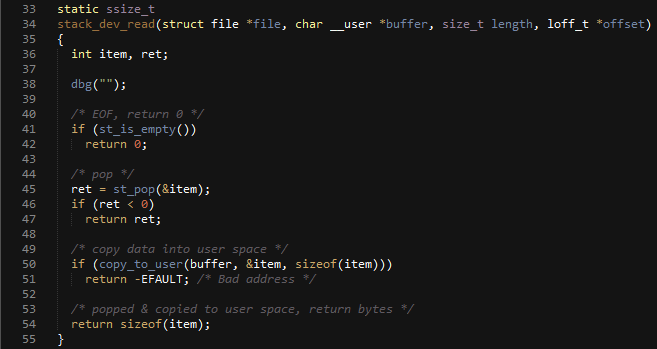 33 static ssize_t
34 stack_dev_read(struct file *file, char __user *buffer, size_t length, loff_t *offset)
35 {
36   int item, ret;
37
38   dbg("");
39
40   /* EOF, return 0 */
41   if (st_is_empty())
42     return 0;
43
44   /* pop */
45   ret = st_pop(&item);
46   if (ret < 0)
47     return ret;
48
49   /* copy data into user space */
50   if (copy_to_user(buffer, &item, sizeof(item)))
51     return -EFAULT; /* Bad address */
52
53   /* popped & copied to user space, return bytes */
54   return sizeof(item);
55 }